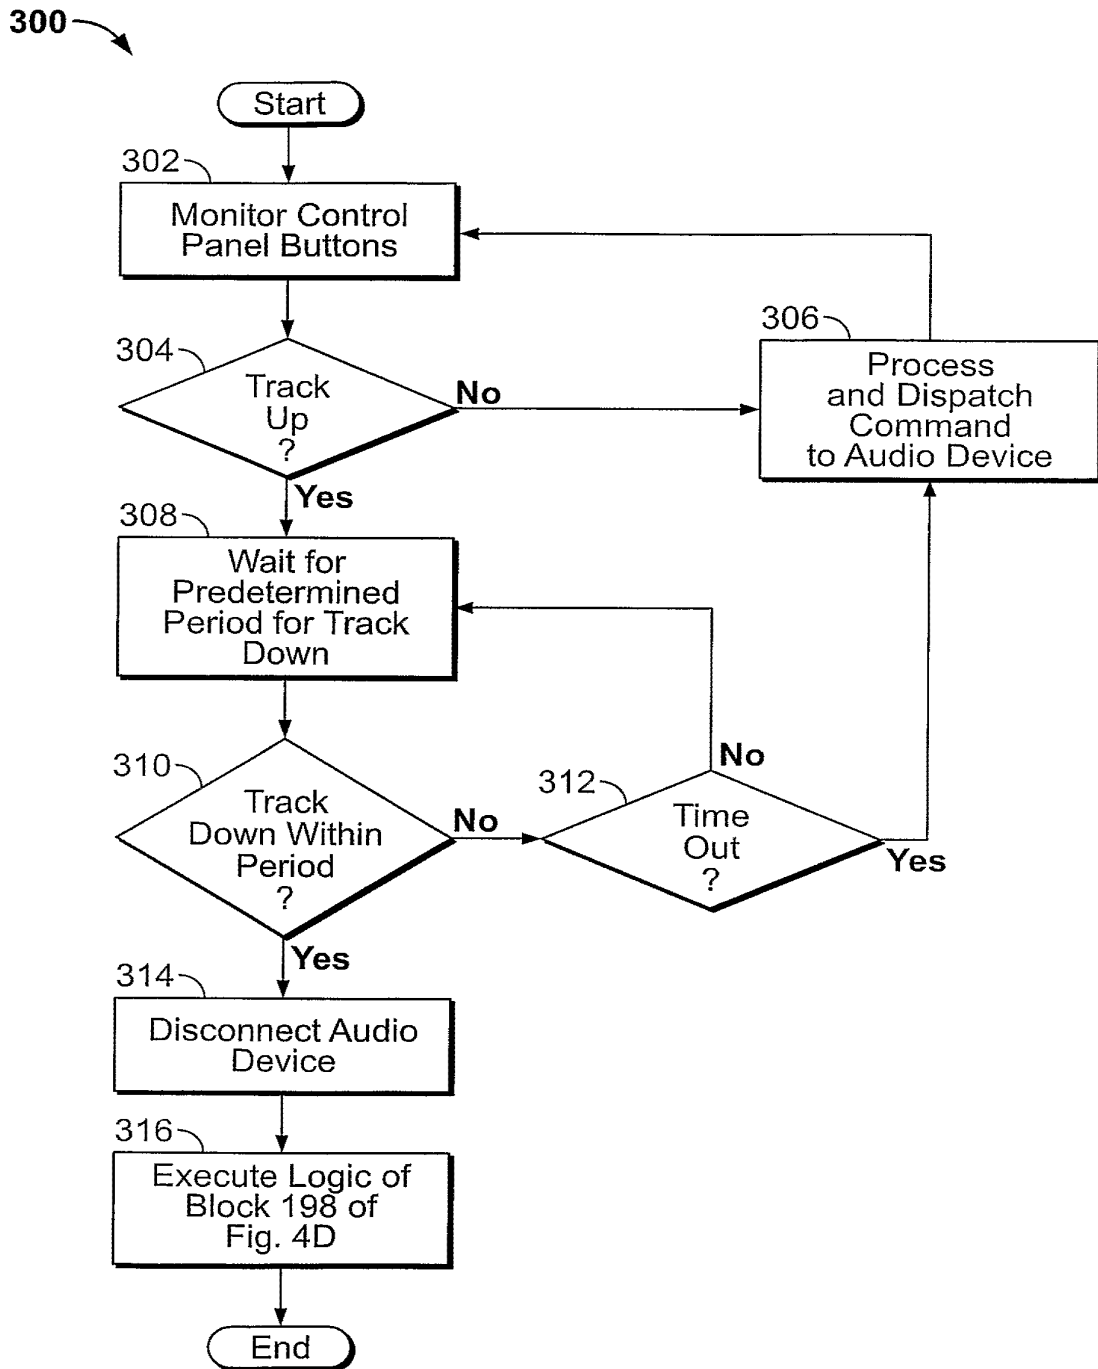 300
Start
302
Monitor Control
Panel Buttons
304
Track
Up
?
No
Yes
306
Process
and Dispatch
Command
to Audio Device
308
Wait for
Predetermined
Period for Track
Down
310
Track
Down Within
Period
?
No
Yes
312
Time
Out
?
No
Yes
314
Disconnect Audio
Device
316
Execute Logic of
Block 198 of
Fig. 4D
End